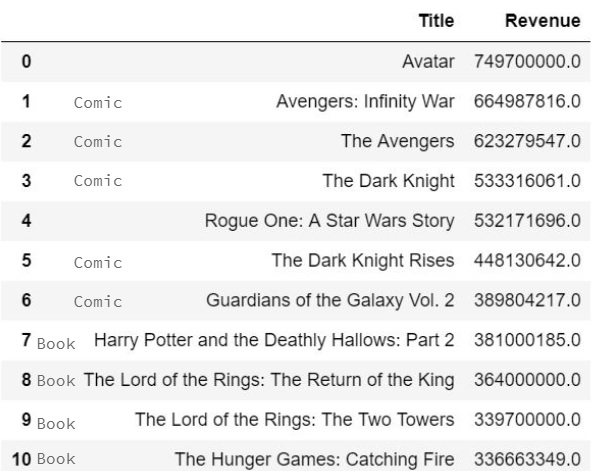 Title Revenue
0 Avatar 749700000.0
1 Comic Avengers: Infinity War 664987816.0
2 Comic The Avengers 623279547.0
3 Comic The Dark Knight 533316061.0
4 Rogue One: A Star Wars Story 532171696.0
5 Comic The Dark Knight Rises 448130642.0
6 Comic Guardians of the Galaxy Vol. 2 389804217.0
7 Book Harry Potter and the Deathly Hallows: Part 2 381000185.0
8 Book The Lord of the Rings: The Return of the King 364000000.0
9 Book The Lord of the Rings: The Two Towers 339700000.0
10 Book The Hunger Games: Catching Fire 336663349.0